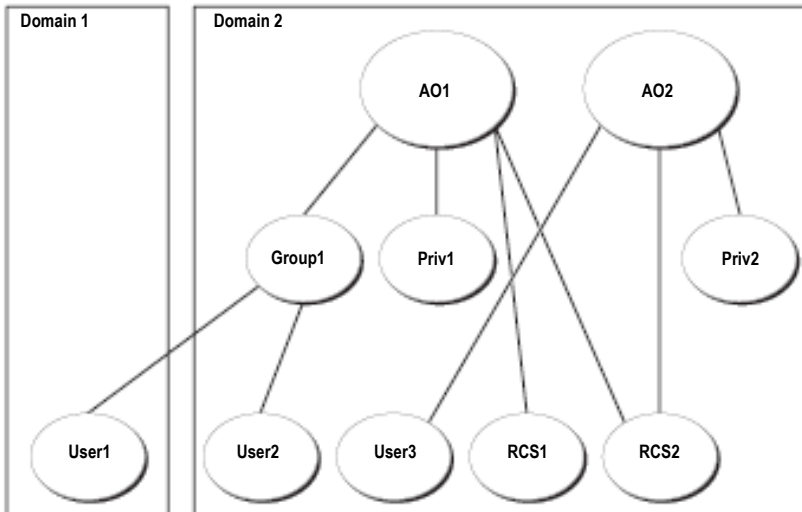 Domain 1
Domain 2
AO1
AO2
Group1
Priv1
Priv2
User1
User2
User3
RCS1
RCS2